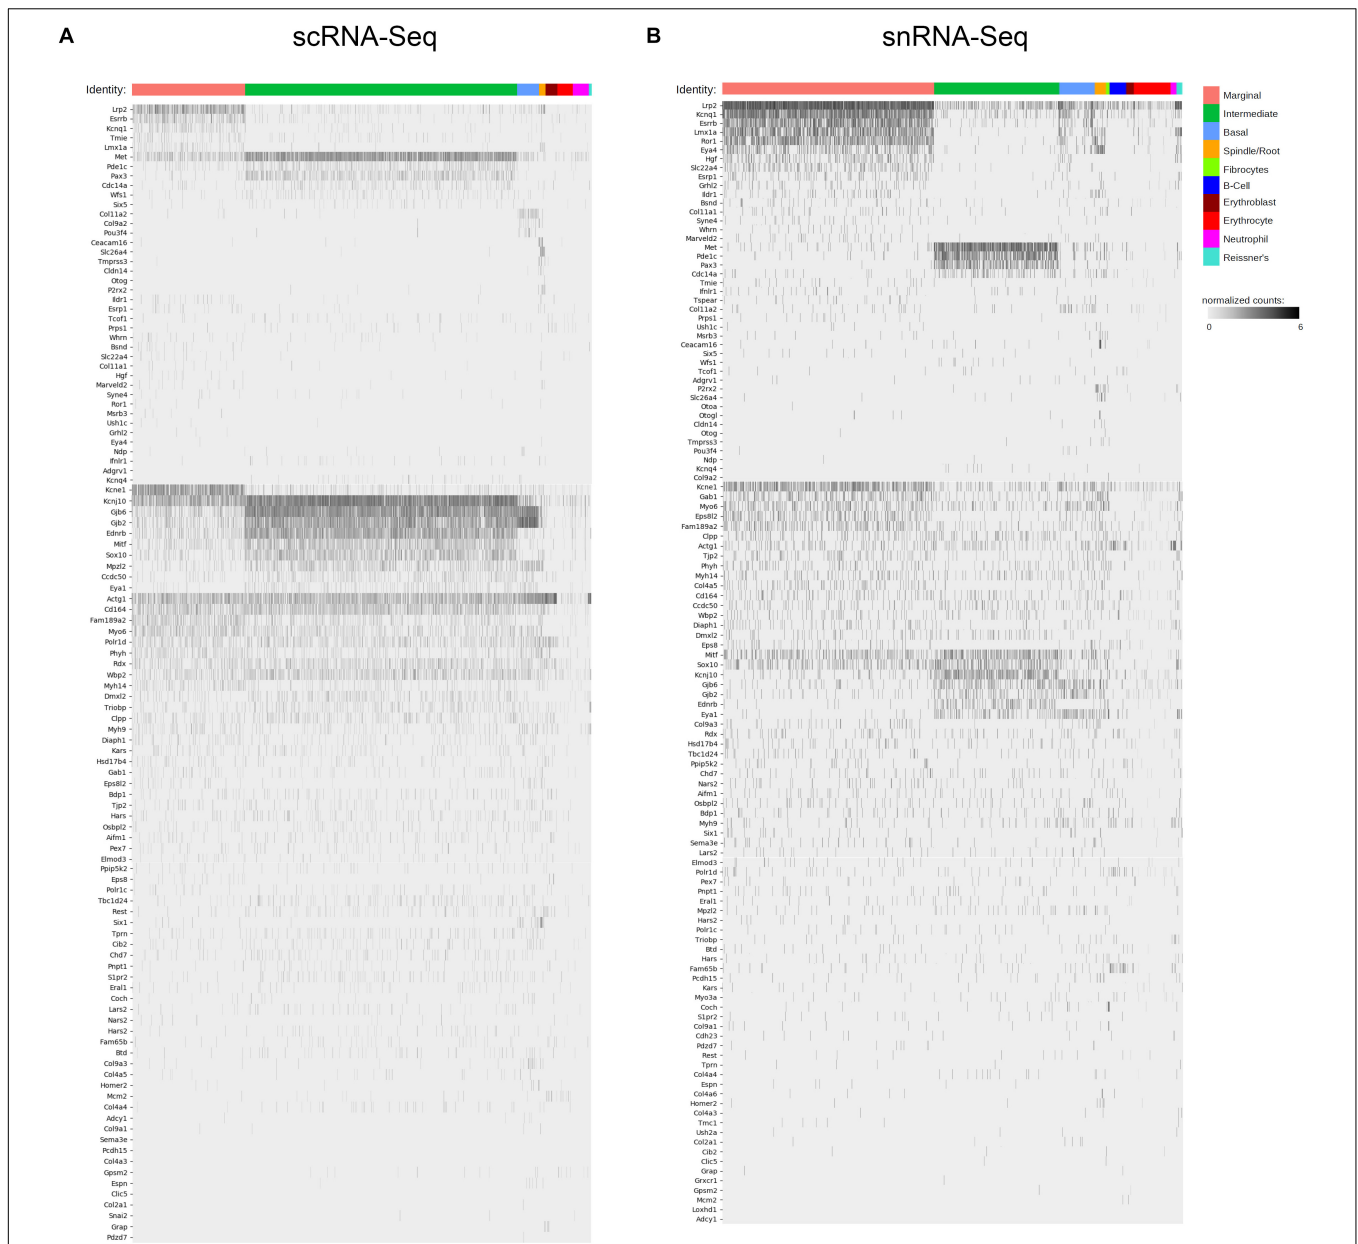 A
scRNA-Seq
B
snRNA-Seq
Identity:
Lrp2
Esrrb
Kcnq1
Tmie
Lmx1a
Met
Pde1c
Pax3
Cdc14a
Wfs1
Six5
Col11a2
Col9a2
Pou3f4
Ceacam16
Slc26a4
Tmprss3
Cldn14
Otog
P2rx2
Ildr1
Esrp1
Tcof1
Prps1
Whrn
Bsnd
Slc22a4
Col11a1
Hgf
Marveld2
Syne4
Ror1
Msrb3
Ush1c
Grhl2
Eya4
Ndp
Ifnlr1
Adgrv1
Kcnq4
Kcne1
Kcnj10
Gjb6
Gjb2
Ednrb
Mitf
Sox10
Mpzl2
Ccdc50
Eya1
Actg1
Cd164
Fam189a2
Myo6
Polr1d
Phyh
Rdx
Wbp2
Myh14
Dmxl2
Triobp
Clpp
Myh9
Diaph1
Kars
Hsd17b4
Gab1
Eps8l2
Bdp1
Tjp2
Hars
Osbpl2
Aifm1
Pex7
Elmod3
Ppip5k2
Eps8
Polr1c
Tbc1d24
Rest
Six1
Tprn
Cib2
Chd7
Pnpt1
S1pr2
Eral1
Coch
Lars2
Nars2
Hars2
Fam65b
Btd
Col9a3
Col4a5
Homer2
Mcm2
Col4a4
Adcy1
Col9a1
Sema3e
Pcdh15
Col4a3
Gpsm2
Espn
Clic5
Col2a1
Snai2
Grap
Pdzd7
Identity:
Lrp2
Kcnq1
Esrrb
Lmx1a
Ror1
Eya4
Hgf
Slc22a4
Esrp1
Grhl2
Ildr1
Bsnd
Col11a1
Syne4
Whrn
Marveld2
Met
Pde1c
Pax3
Cdc14a
Tmie
Ifnlr1
Tspear
Col11a2
Prps1
Ush1c
Msrb3
Ceacam16
Six5
Wfs1
Tcof1
Adgrv1
P2rx2
Slc26a4
Otoa
Otogl
Cldn14
Otog
Tmprss3
Pou3f4
Ndp
Kcnq4
Col9a2
Kcne1
Gab1
Myo6
Eps8l2
Fam189a2
Clpp
Actg1
Tjp2
Phyh
Myh14
Col4a5
Cd164
Ccdc50
Wbp2
Diaph1
Dmxl2
Eps8
Mitf
Sox10
Kcnj10
Gjb6
Gjb2
Ednrb
Eya1
Col9a3
Rdx
Hsd17b4
Tbc1d24
Ppip5k2
Chd7
Nars2
Aifm1
Osbpl2
Bdp1
Myh9
Six1
Sema3e
Lars2
Elmod3
Polr1d
Pex7
Pnpt1
Eral1
Mpzl2
Hars2
Polr1c
Triobp
Btd
Hars
Fam65b
Pcdh15
Kars
Myo3a
Coch
S1pr2
Col9a1
Cdh23
Pdzd7
Rest
Tprn
Col4a4
Espn
Col4a6
Homer2
Col4a3
Tmc1
Ush2a
Col2a1
Cib2
Clic5
Grap
Grxcr1
Gpsm2
Mcm2
Loxhd1
Adcy1
Marginal
Intermediate
Basal
Spindle/Root
Fibrocytes
B-Cell
Erythroblast
Erythrocyte
Neutrophil
Reissner's
normalized counts:
0 6